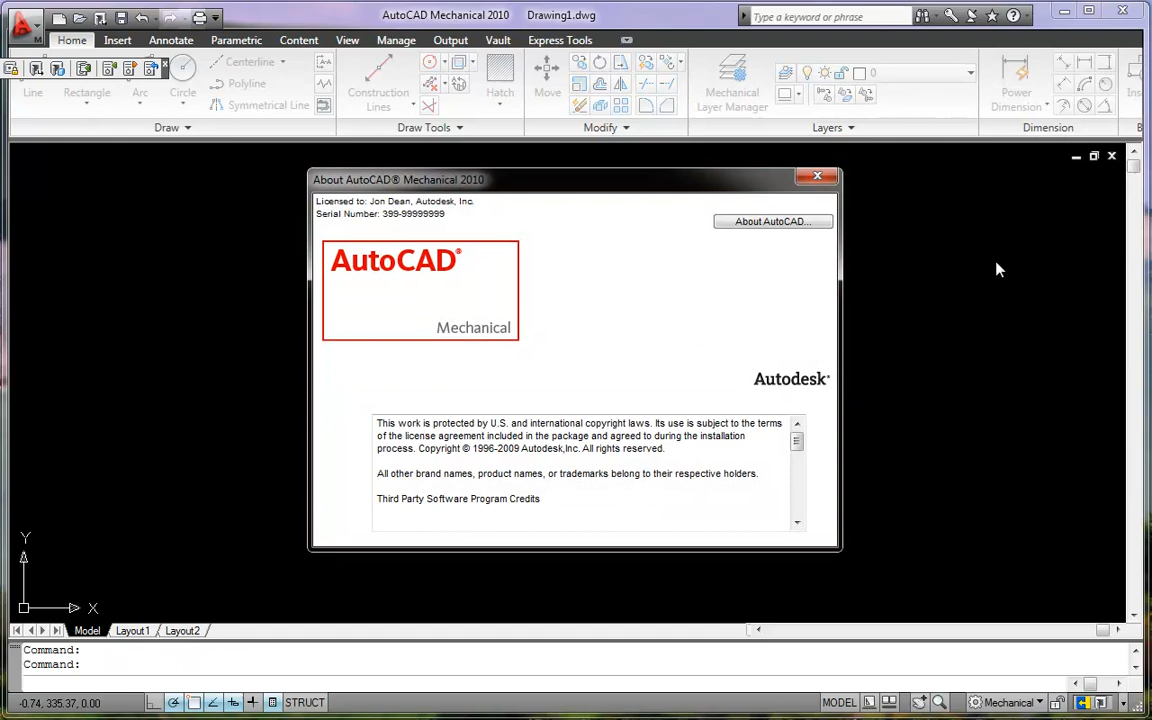 AutoCAD Mechanical 2010 Drawing1.dwg
Type a keyword or phrase
Home Insert Annotate Parametric Content View Manage Output Vault Express Tools
Centerline
Polyline
Symmetrical Line
Line Rectangle Arc Circle
Construction Lines
Hatch
Move
Mechanical Layer Manager
0
Power Dimension
Draw Draw Tools Modify Layers Dimension
About AutoCAD® Mechanical 2010
Licensed to: Jon Dean, Autodesk, Inc.
Serial Number: 399-99999999
About AutoCAD...
AutoCAD®
Mechanical
Autodesk®
This work is protected by U.S. and international copyright laws. Its use is subject to the terms
of the license agreement included in the package and agreed to during the installation
process. Copyright © 1996-2009 Autodesk,Inc. All rights reserved.
All other brand names, product names, or trademarks belong to their respective holders.
Third Party Software Program Credits
Y
X
Model Layout1 Layout2
Command:
Command:
-0.74, 335.37, 0.00 STRUCT MODEL Mechanical